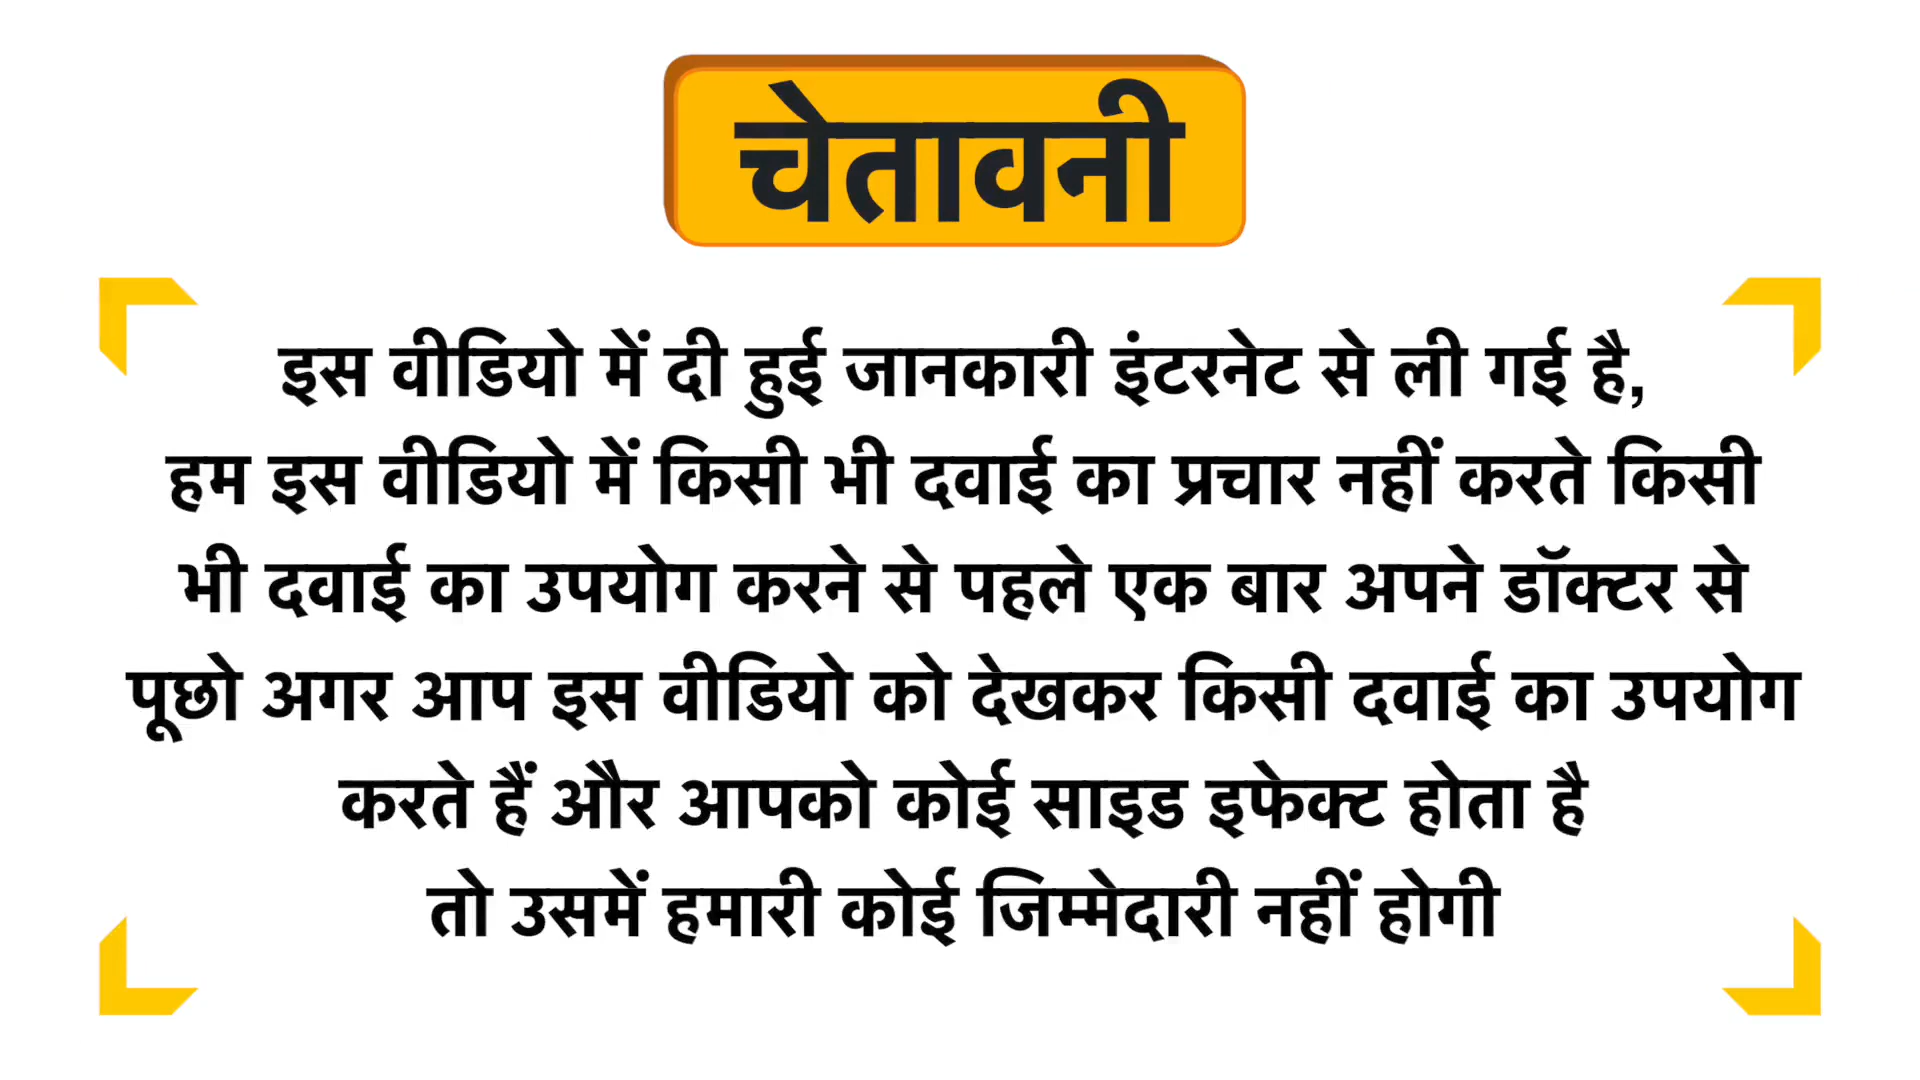 चेतावनी
इस वीडियो में दी हुई जानकारी इंटरनेट से ली गई है,
हम इस वीडियो में किसी भी दवाई का प्रचार नहीं करते किसी
भी दवाई का उपयोग करने से पहले एक बार अपने डॉक्टर से
पूछो अगर आप इस वीडियो को देखकर किसी दवाई का उपयोग
करते हैं और आपको कोई साइड इफेक्ट होता है
तो उसमें हमारी कोई जिम्मेदारी नहीं होगी